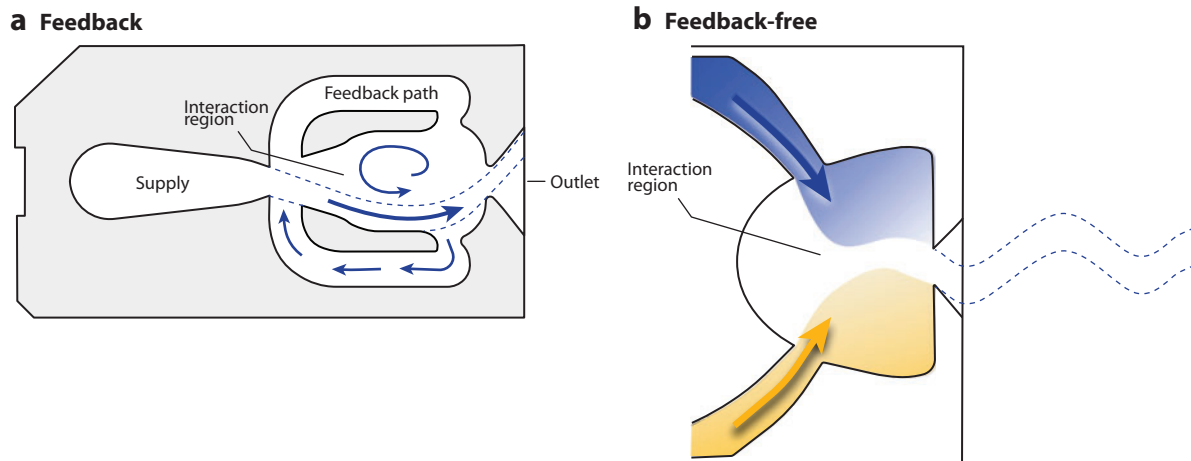 a Feedback
Interaction
region
Feedback path
Supply
Outlet
b Feedback-free
Interaction
region